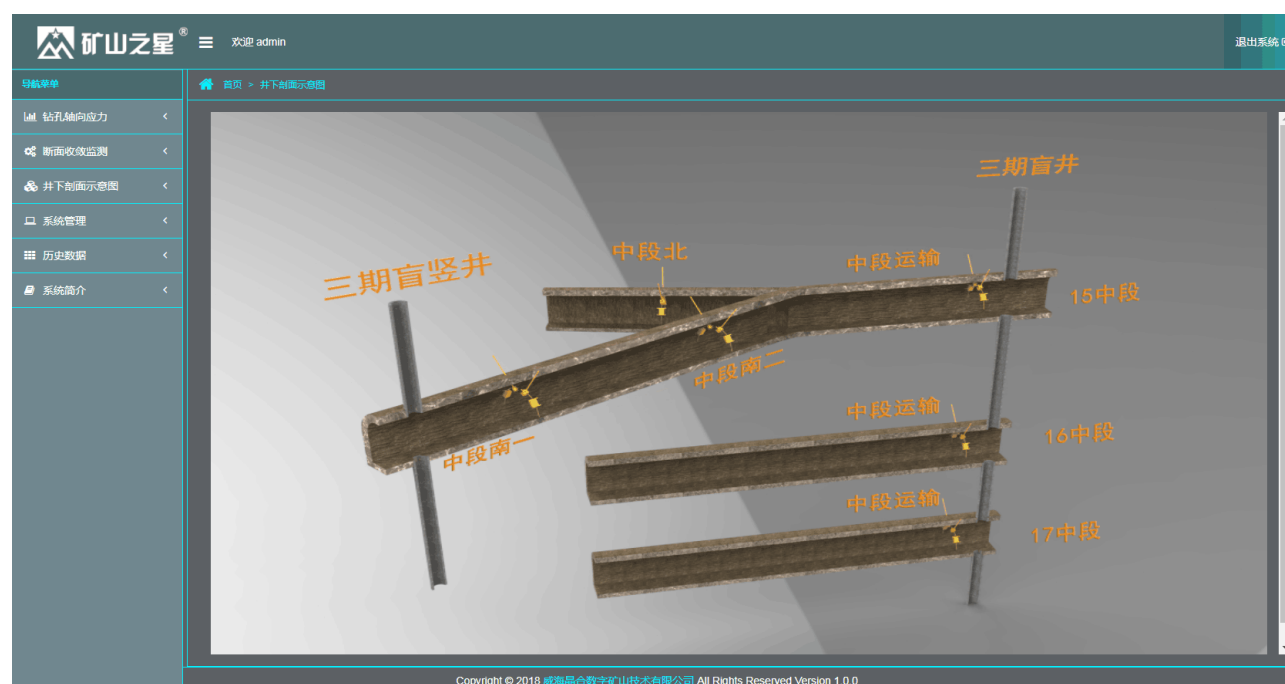 矿山之星®
欢迎 admin
退出系统
导航菜单
首页 > 井下剖面示意图
钻孔轴向应力
断面收敛监测
井下剖面示意图
系统管理
历史数据
系统简介
三期盲井
三期盲竖井
中段北
中段运输
15中段
中段南二
中段南一
中段运输
16中段
中段运输
17中段
Copyright © 2018 威海晶合数字矿山技术有限公司 All Rights Reserved Version 1.0.0